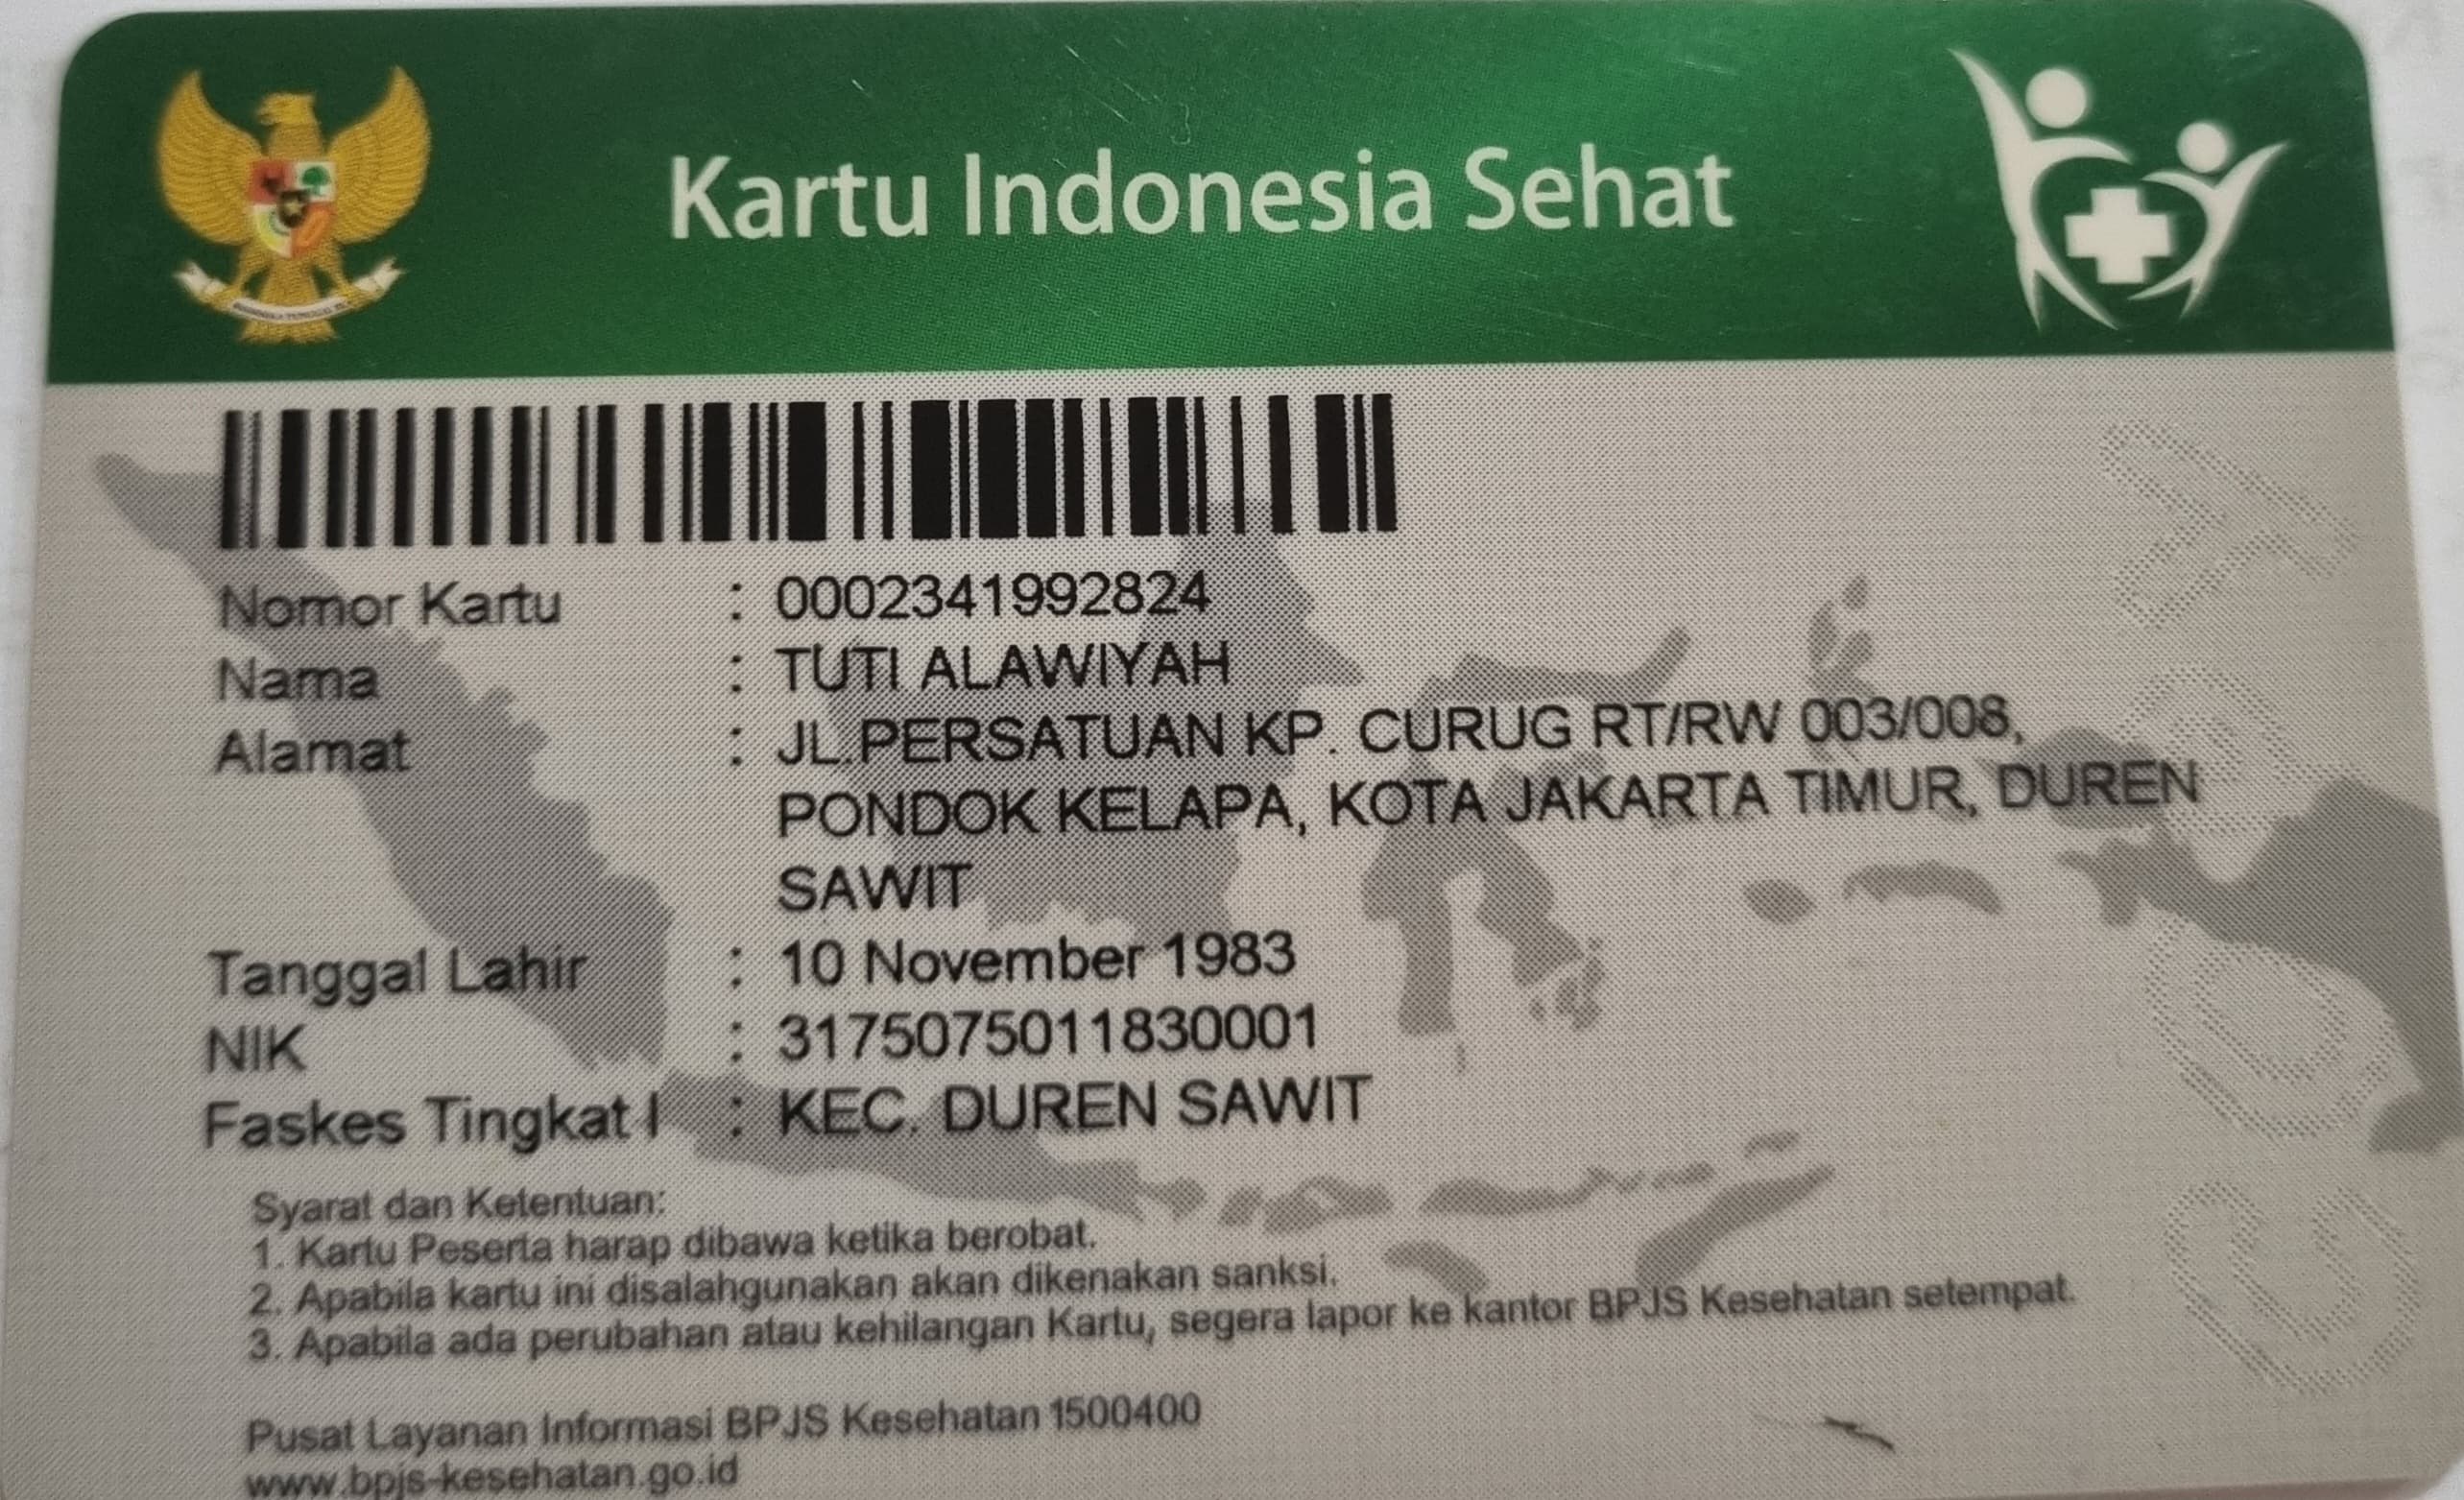 Kartu Indonesia Sehat
Nomor Kartu : 0002341992824
Nama : TUTI ALAWIYAH
Alamat : JL.PERSATUAN KP. CURUG RT/RW 003/008,
PONDOK KELAPA, KOTA JAKARTA TIMUR, DUREN
SAWIT
Tanggal Lahir : 10 November 1983
NIK : 3175075011830001
Faskes Tingkat I : KEC. DUREN SAWIT
Syarat dan Ketentuan:
1. Kartu Peserta harap dibawa ketika berobat.
2. Apabila kartu ini disalahgunakan akan dikenakan sanksi.
3. Apabila ada perubahan atau kehilangan Kartu, segera lapor ke kantor BPJS Kesehatan setempat.
Pusat Layanan Informasi BPJS Kesehatan 1500400
www.bpjs-kesehatan.go.id